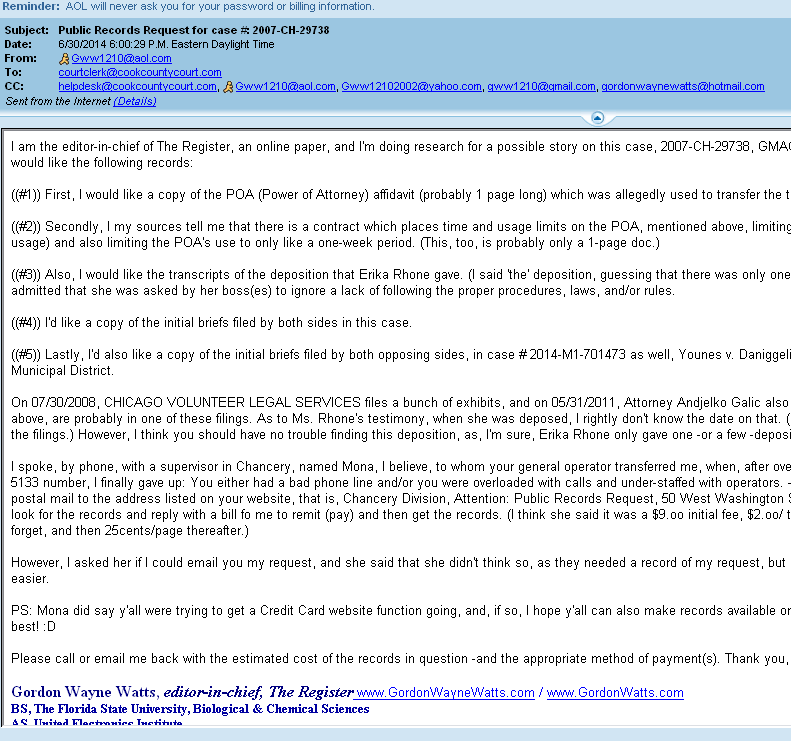 Reminder: AOL will never ask you for your password or billing information.
Subject: Public Records Request for case #: 2007-CH-29738
Date: 6/30/2014 6:00:29 P.M. Eastern Daylight Time
From: Gww1210@aol.com
To: courtclerk@cookcountycourt.com
CC: helpdesk@cookcountycourt.com, Gww1210@aol.com, Gww12102002@yahoo.com, gww1210@gmail.com, gordonwaynewatts@hotmail.com
Sent from the Internet (Details)
I am the editor-in-chief of The Register, an online paper, and I'm doing research for a possible story on this case, 2007-CH-29738, GMAC
would like the following records:
((#1)) First, I would like a copy of the POA (Power of Attorney) affidavit (probably 1 page long) which was allegedly used to transfer the t
((#2)) Secondly, I my sources tell me that there is a contract which places time and usage limits on the POA, mentioned above, limiting
usage) and also limiting the POA's use to only like a one-week period. (This, too, is probably only a 1-page doc.)
((#3)) Also, I would like the transcripts of the deposition that Erika Rhone gave. (I said 'the' deposition, guessing that there was only one
admitted that she was asked by her boss(es) to ignore a lack of following the proper procedures, laws, and/or rules.
((#4)) I'd like a copy of the initial briefs filed by both sides in this case.
((#5)) Lastly, I'd also like a copy of the initial briefs filed by both opposing sides, in case # 2014-M1-701473 as well, Younes v. Daniggeli
Municipal District.
On 07/30/2008, CHICAGO VOLUNTEER LEGAL SERVICES files a bunch of exhibits, and on 05/31/2011, Attorney Andjelko Galic also
above, are probably in one of these filings. As to Ms. Rhone's testimony, when she was deposed, I rightly don't know the date on that. (
the filings.) However, I think you should have no trouble finding this deposition, as, I'm sure, Erika Rhone only gave one -or a few -deposi
I spoke, by phone, with a supervisor in Chancery, named Mona, I believe, to whom your general operator transferred me, when, after ove
5133 number, I finally gave up: You either had a bad phone line and/or you were overloaded with calls and under-staffed with operators. -
postal mail to the address listed on your website, that is, Chancery Division, Attention: Public Records Request, 50 West Washington S
look for the records and reply with a bill fo me to remit (pay) and then get the records. (I think she said it was a $9.oo initial fee, $2.oo/ t
forget, and then 25cents/page thereafter.)
However, I asked her if I could email you my request, and she said that she didn't think so, as they needed a record of my request, but
easier.
PS: Mona did say y'all were trying to get a Credit Card website function going, and, if so, I hope y'all can also make records available on
best! :D
Please call or email me back with the estimated cost of the records in question -and the appropriate method of payment(s). Thank you,
Gordon Wayne Watts, editor-in-chief, The Register www.GordonWayneWatts.com / www.GordonWatts.com
BS, The Florida State University, Biological & Chemical Sciences
AS, United Electronics Institute